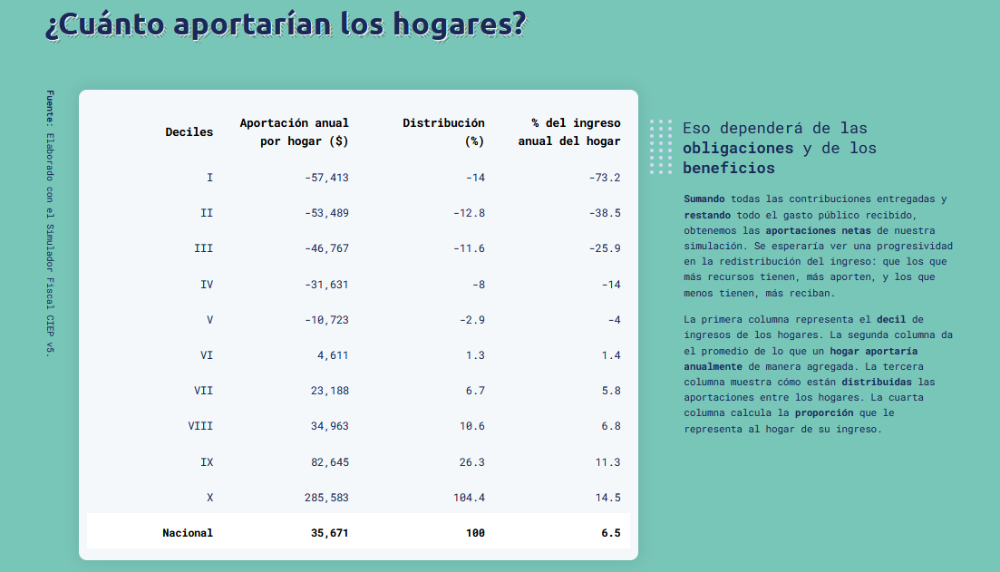 ¿Cuánto aportarían los hogares?
Fuente: Elaborado con el Simulador Fiscal CIEP v5.
Deciles Aportación anual por hogar ($) Distribución (%) % del ingreso anual del hogar
I -57,413 -14 -73.2
II -53,489 -12.8 -38.5
III -46,767 -11.6 -25.9
IV -31,631 -8 -14
V -10,723 -2.9 -4
VI 4,611 1.3 1.4
VII 23,188 6.7 5.8
VIII 34,963 10.6 6.8
IX 82,645 26.3 11.3
X 285,583 104.4 14.5
Nacional 35,671 100 6.5
Eso dependerá de las
obligaciones y de los
beneficios
Sumando todas las contribuciones entregadas y
restando todo el gasto público recibido,
obtenemos las aportaciones netas de nuestra
simulación. Se esperaría ver una progresividad
en la redistribución del ingreso: que los que
más recursos tienen, más aporten, y los que
menos tienen, más reciban.
La primera columna representa el decil de
ingresos de los hogares. La segunda columna da
el promedio de lo que un hogar aportaría
anualmente de manera agregada. La tercera
columna muestra cómo están distribuidas las
aportaciones entre los hogares. La cuarta
columna calcula la proporción que le
representa al hogar de su ingreso.